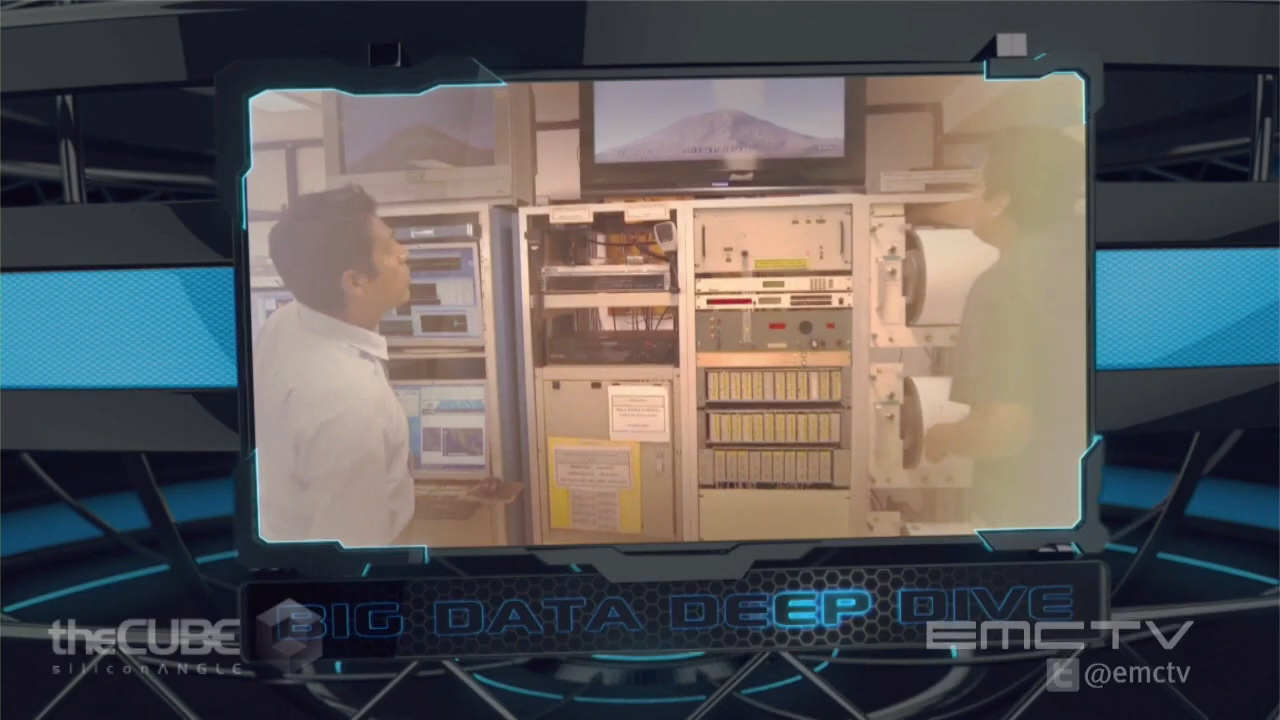 BIG DATA DEEP DIVE
theCUBE
siliconANGLE
EMCTV
@emctv